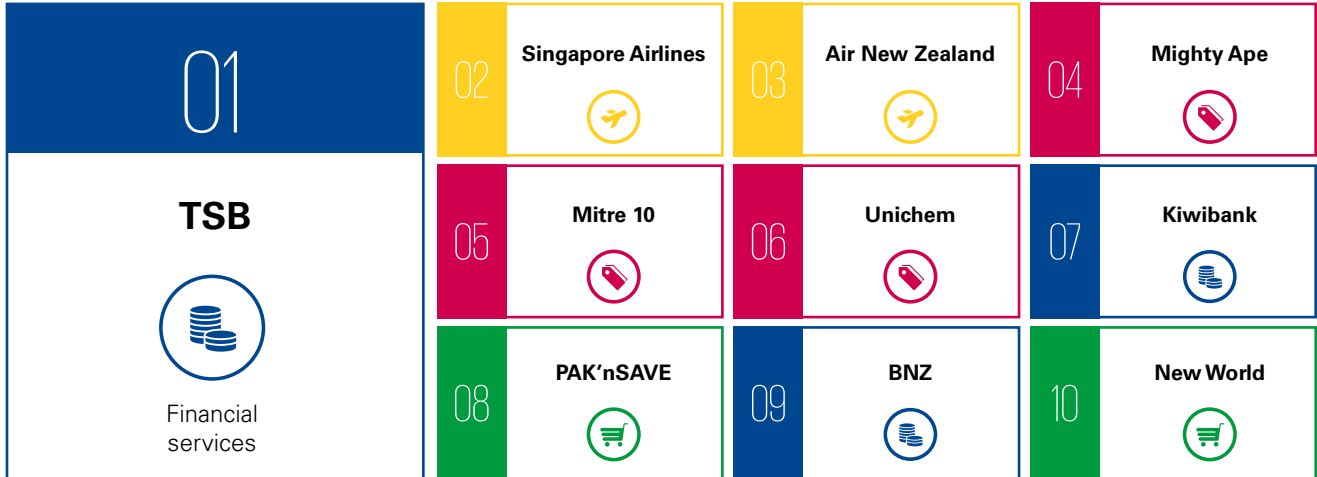 01
TSB
Financial
services
02
Singapore Airlines
03
Air New Zealand
04
Mighty Ape
05
Mitre 10
06
Unichem
07
Kiwibank
08
PAK’nSAVE
09
BNZ
10
New World